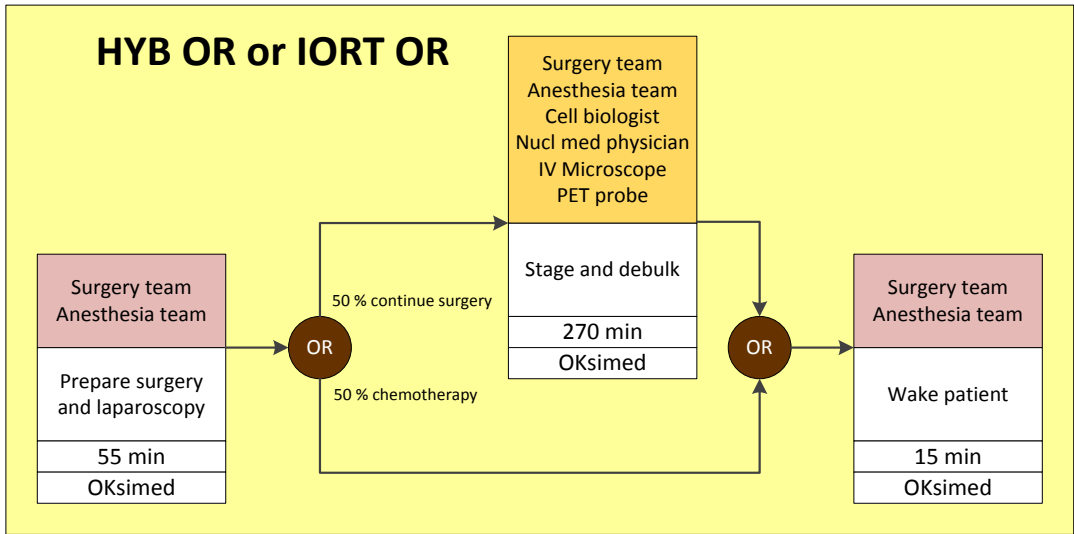 HYB OR or IORT OR
Surgery team
Anesthesia team
Prepare surgery
and laparoscopy
55 min
OKsimed
OR
50 % continue surgery
50 % chemotherapy
Surgery team
Anesthesia team
Cell biologist
Nucl med physician
IV Microscope
PET probe
Stage and debulk
270 min
OKsimed
OR
Surgery team
Anesthesia team
Wake patient
15 min
OKsimed